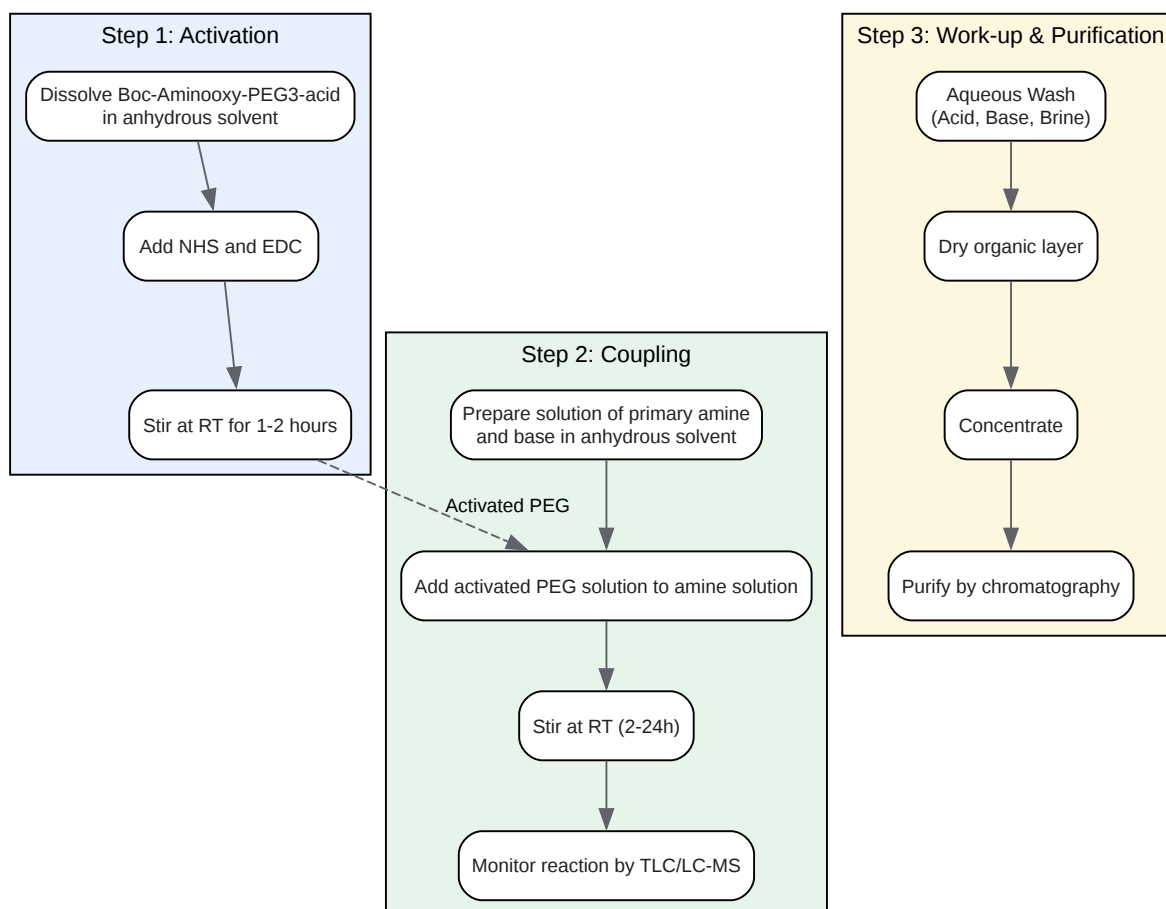 Step 1: Activation
Dissolve Boc-Aminooxy-PEG3-acid
in anhydrous solvent
Add NHS and EDC
Stir at RT for 1-2 hours
Activated PEG
Step 2: Coupling
Prepare solution of primary amine
and base in anhydrous solvent
Add activated PEG solution to amine solution
Stir at RT (2-24h)
Monitor reaction by TLC/LC-MS
Step 3: Work-up & Purification
Aqueous Wash
(Acid, Base, Brine)
Dry organic layer
Concentrate
Purify by chromatography